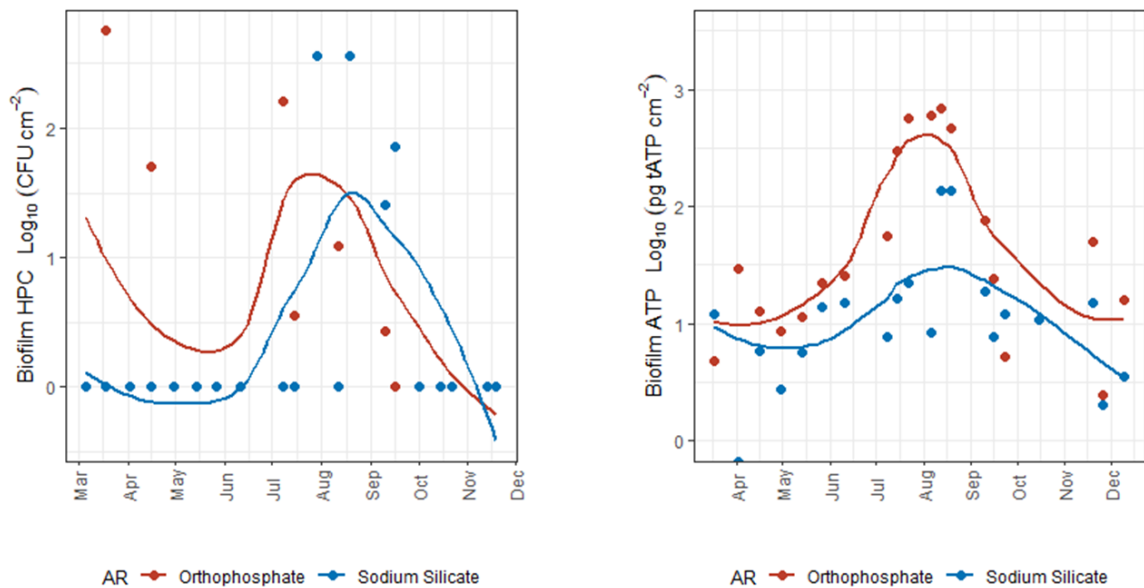 Biofilm HPC Log₁₀ (CFU cm⁻²)
2
1
0
Mar Apr May Jun Jul Aug Sep Oct Nov Dec
AR Orthophosphate Sodium Silicate
Biofilm ATP Log₁₀ (pg tATP cm⁻²)
3
2
1
0
Apr May Jun Jul Aug Sep Oct Nov Dec
AR Orthophosphate Sodium Silicate